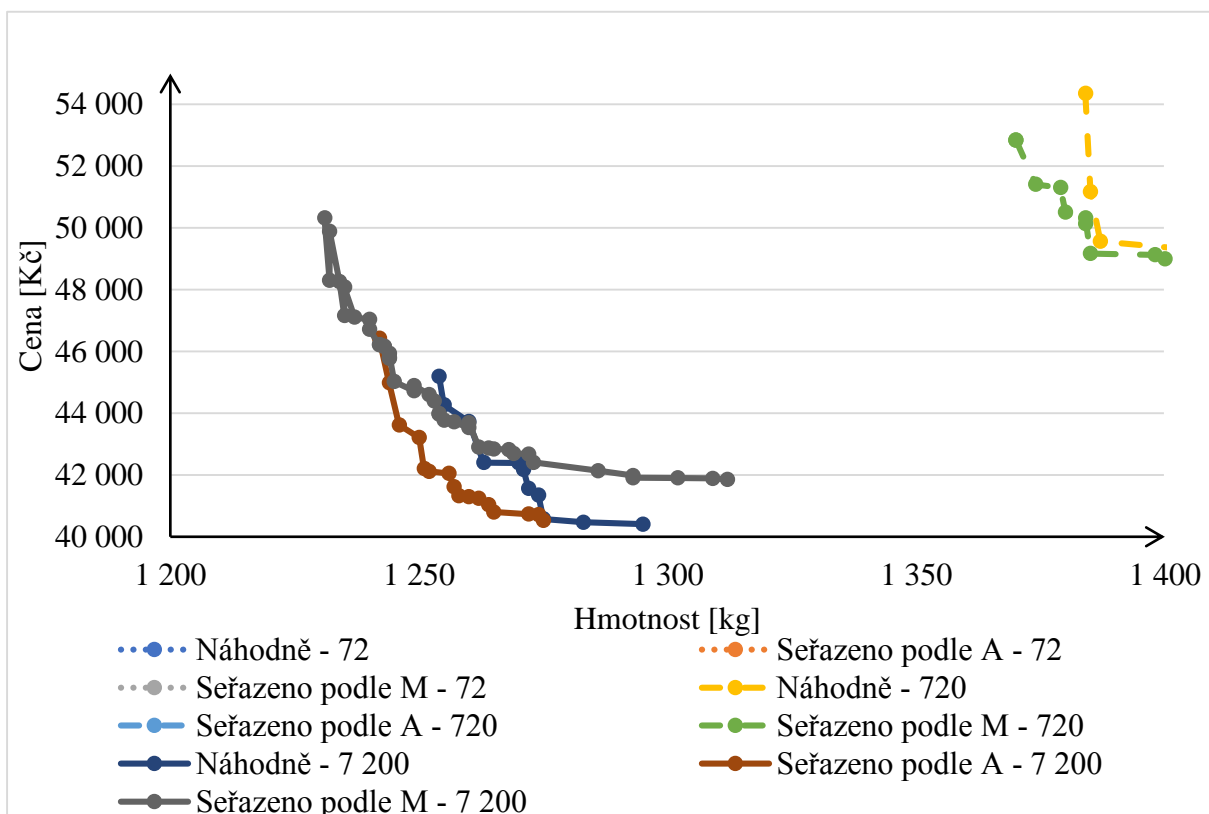 54 000
52 000
50 000
48 000
46 000
44 000
42 000
40 000
Cena [Kč]
1 200 1 250 1 300 1 350 1 400
Hmotnost [kg]
Náhodně - 72 Seřazeno podle A - 72
Seřazeno podle M - 72 Náhodně - 720
Seřazeno podle A - 720 Seřazeno podle M - 720
Náhodně - 7 200 Seřazeno podle A - 7 200
Seřazeno podle M - 7 200